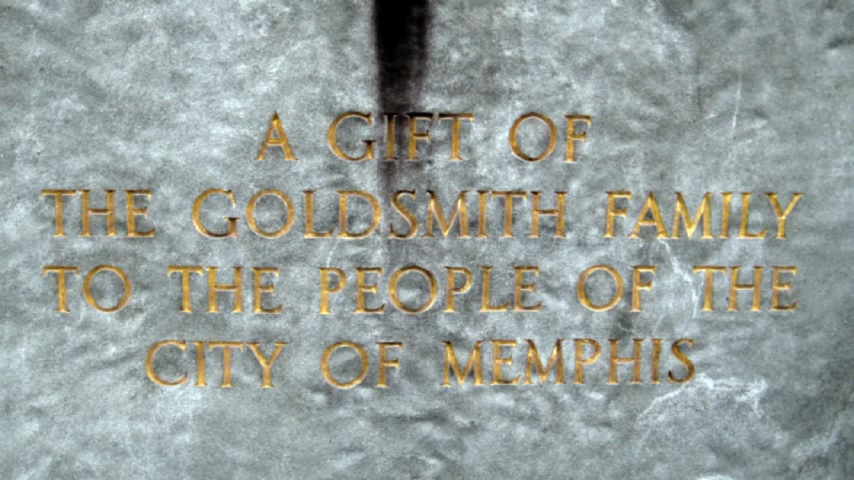 A GIFT OF
THE GOLDSMITH FAMILY
TO THE PEOPLE OF THE
CITY OF MEMPHIS